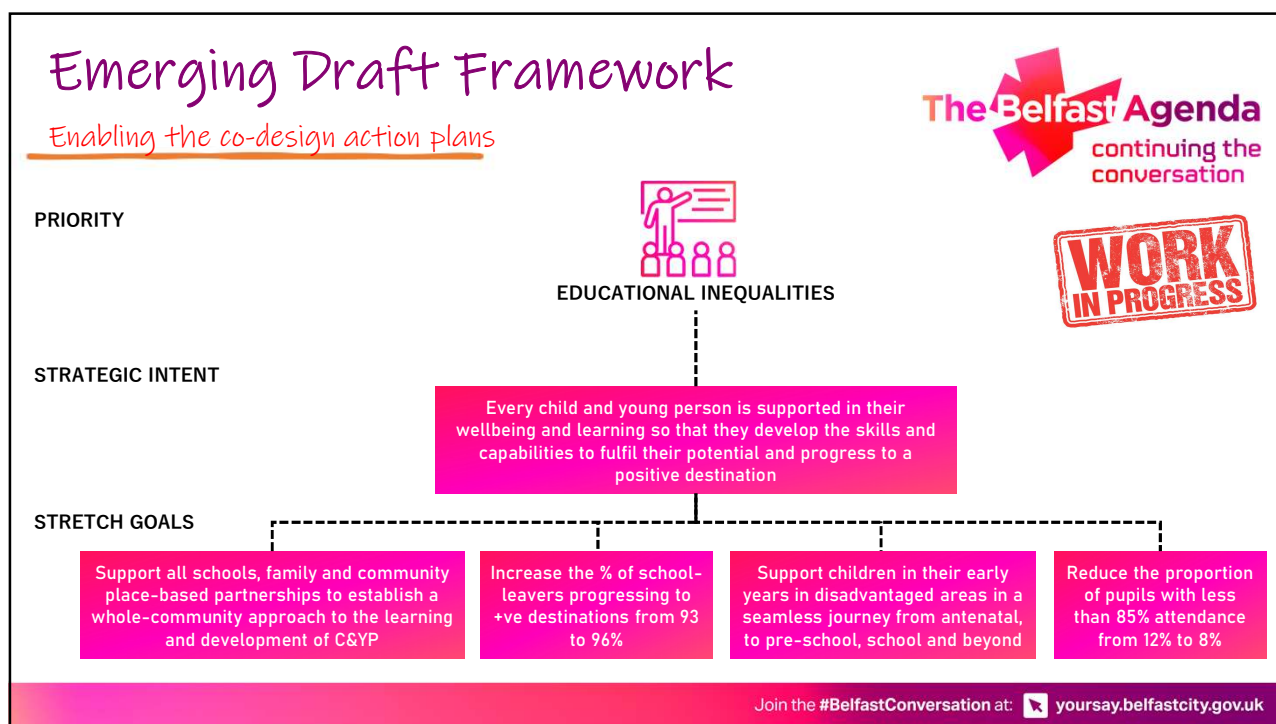 Emerging Draft Framework
Enabling the co-design action plans
The Belfast Agenda
continuing the
conversation
PRIORITY
WORK
IN PROGRESS
EDUCATIONAL INEQUALITIES
STRATEGIC INTENT
Every child and young person is supported in their
wellbeing and learning so that they develop the skills and
capabilities to fulfil their potential and progress to a
positive destination
STRETCH GOALS
Support all schools, family and community
place-based partnerships to establish a
whole-community approach to the learning
and development of C&YP
Increase the % of school-
leavers progressing to
+ve destinations from 93
to 96%
Support children in their early
years in disadvantaged areas in a
seamless journey from antenatal,
to pre-school, school and beyond
Reduce the proportion
of pupils with less
than 85% attendance
from 12% to 8%
Join the #BelfastConversation at: yoursay.belfastcity.gov.uk